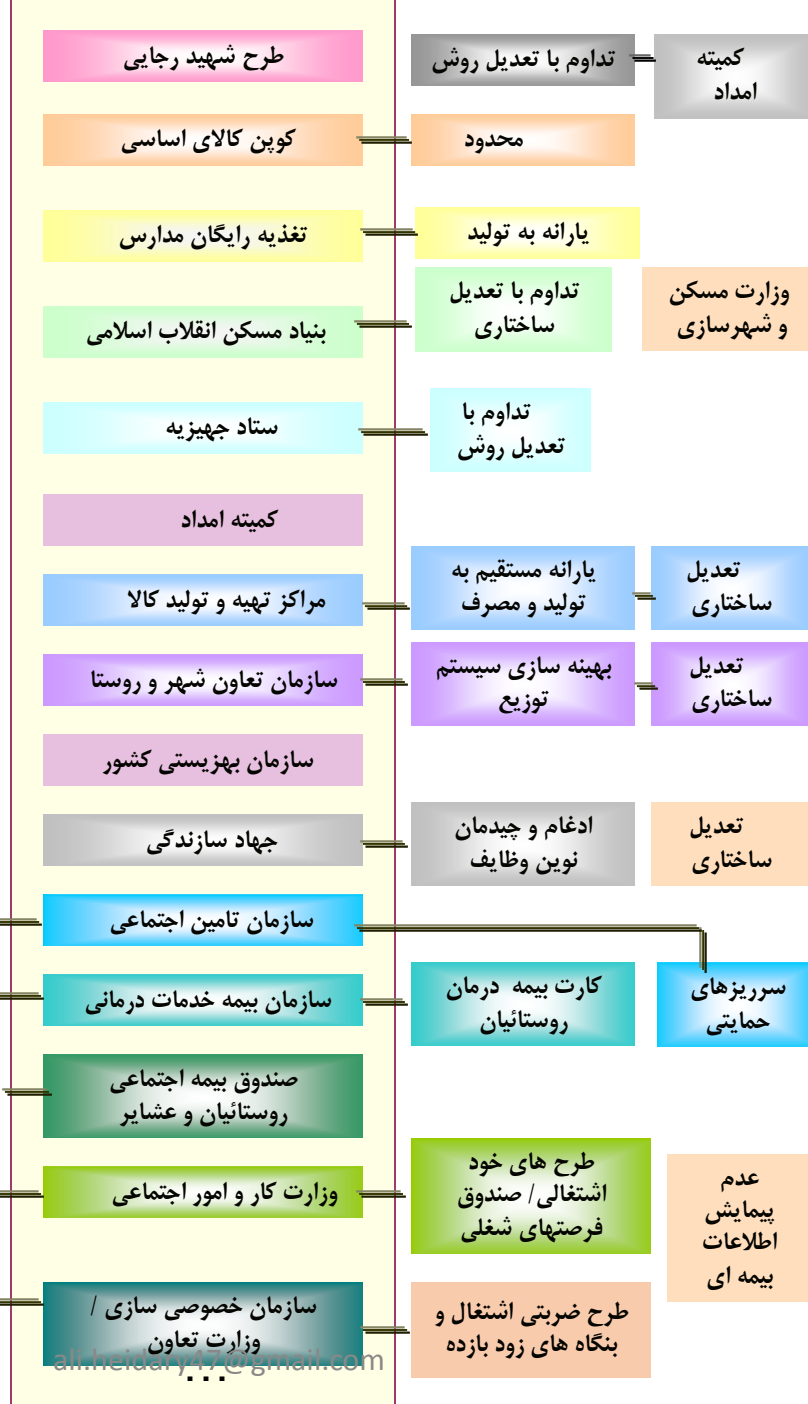 کمیته
امداد
تداوم با تعدیل روش
طرح شهید رجایی
محدود
کوپن کالای اساسی
یارانه به تولید
تغذیه رایگان مدارس
وزارت مسکن
و شهرسازی
تداوم با تعدیل
ساختاری
بنیاد مسکن انقلاب اسلامی
تداوم با
تعدیل روش
ستاد جهیزیه
کمیته امداد
تعدیل
ساختاری
یارانه مستقیم به
تولید و مصرف
مراکز تهیه و تولید کالا
تعدیل
ساختاری
بهینه سازی سیستم
توزیع
سازمان تعاون شهر و روستا
سازمان بهزیستی کشور
تعدیل
ساختاری
ادغام و چیدمان
نوین وظایف
جهاد سازندگی
سازمان تامین اجتماعی
سرریزهای
حمایتی
کارت بیمه درمان
روستائیان
سازمان بیمه خدمات درمانی
صندوق بیمه اجتماعی
روستائیان و عشایر
عدم
پیمایش
اطلاعات
بیمه ای
طرح های خود
اشتغالی/ صندوق
فرصتهای شغلی
وزارت کار و امور اجتماعی
طرح ضربتی اشتغال و
بنگاه های زود بازده
سازمان خصوصی سازی /
وزارت تعاون
ali.heidary47@gmail.com
...